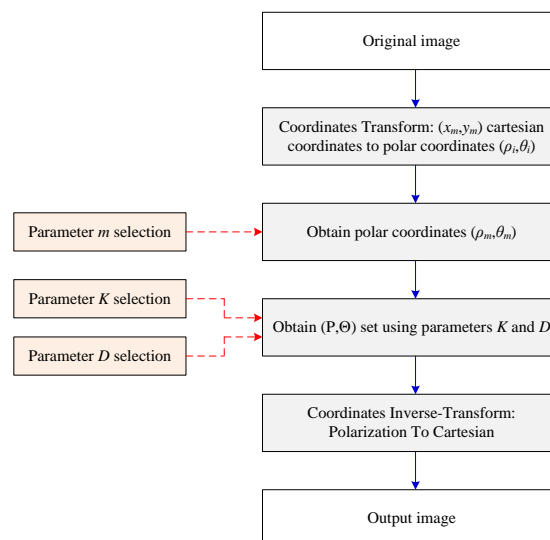 Original image
Coordinates Transform: (xm,ym) cartesian
coordinates to polar coordinates (ρi,θi)
Parameter m selection
Obtain polar coordinates (ρm,θm)
Parameter K selection
Obtain (P,Θ) set using parameters K and D
Parameter D selection
Coordinates Inverse-Transform:
Polarization To Cartesian
Output image